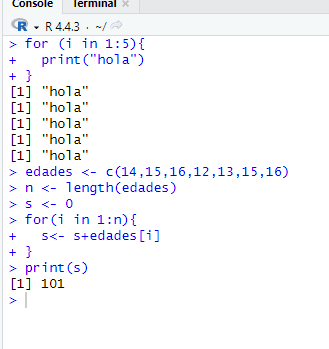 Console Terminal ×
R 4.4.3 · ~/
> for (i in 1:5){
+   print("hola")
+ }
[1] "hola"
[1] "hola"
[1] "hola"
[1] "hola"
[1] "hola"
> edades <- c(14,15,16,12,13,15,16)
> n <- length(edades)
> s <- 0
> for(i in 1:n){
+   s<- s+edades[i]
+ }
> print(s)
[1] 101
>